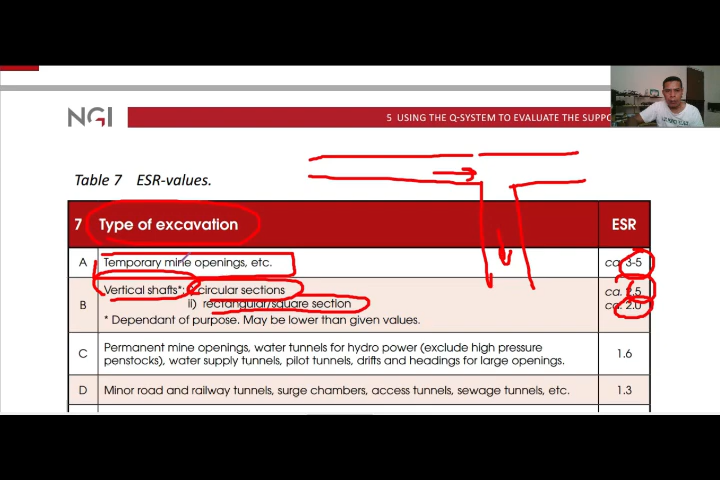 NGI
5 USING THE Q-SYSTEM TO EVALUATE THE SUPPO
Table 7 ESR-values.
7 Type of excavation ESR
A Temporary mine openings, etc. ca. 3-5
B Vertical shafts*: circular sections ca. 2.5
ii) rectangular/square section ca. 2.0
* Dependant of purpose. May be lower than given values.
C Permanent mine openings, water tunnels for hydro power (exclude high pressure
penstocks), water supply tunnels, pilot tunnels, drifts and headings for large openings. 1.6
D Minor road and railway tunnels, surge chambers, access tunnels, sewage tunnels, etc. 1.3